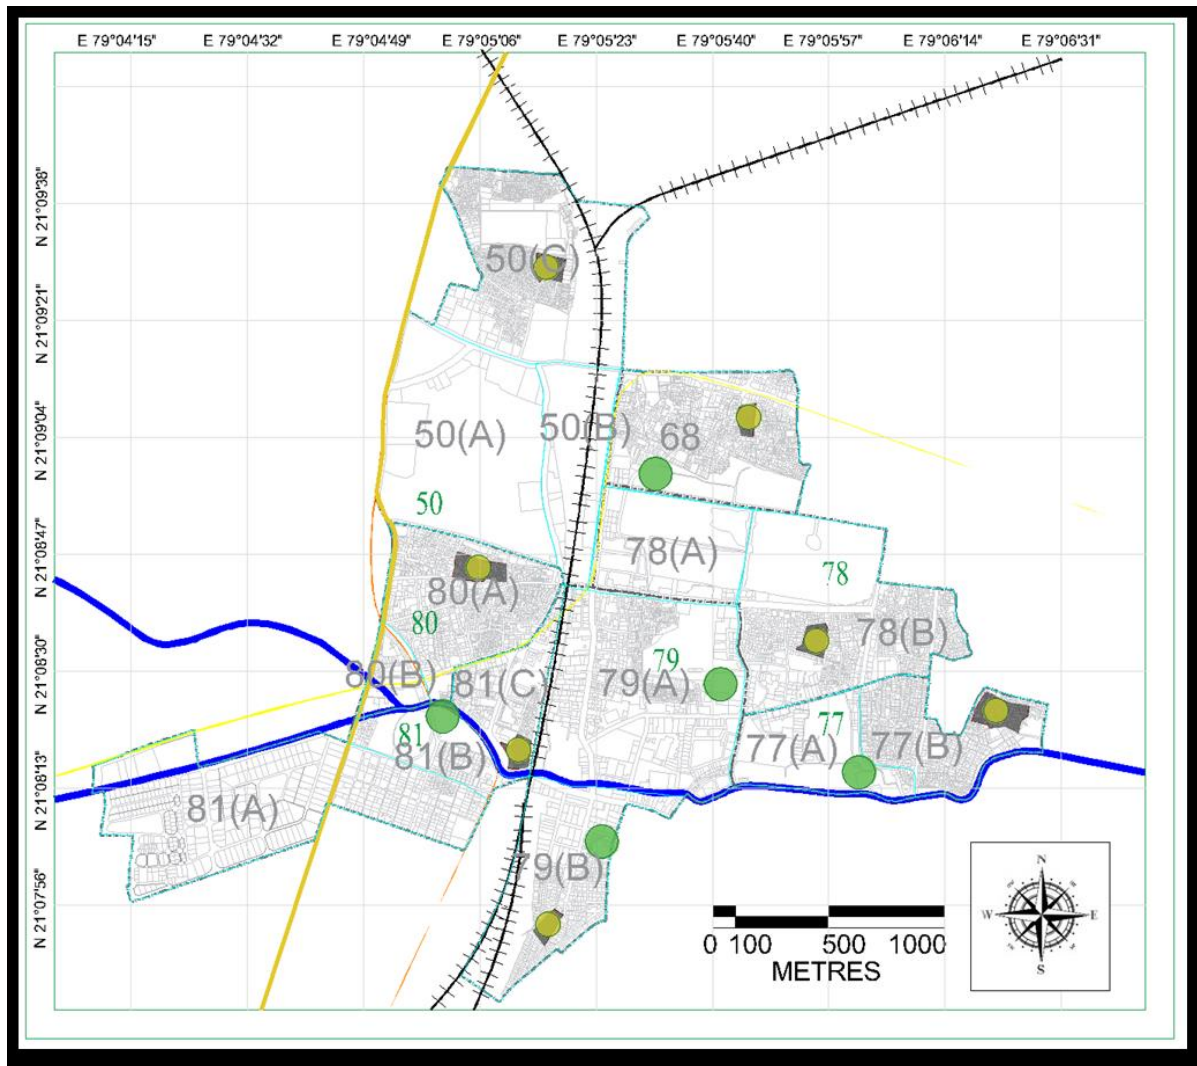 E 79°04'15" E 79°04'32" E 79°04'49" E 79°05'06" E 79°05'23" E 79°05'40" E 79°05'57" E 79°06'14" E 79°06'31"
N 21°09'38"
N 21°09'21"
N 21°09'04"
N 21°08'47"
N 21°08'30"
N 21°08'13"
N 21°07'56"
50(C)
50(A) 50(B) 68
50
78(A)
78
80(A)
80
78(B)
79
80(B) 81(C) 79(A)
81
77
81(B) 77(A) 77(B)
81(A)
79(B)
0 100 500 1000
METRES
N
W E
S